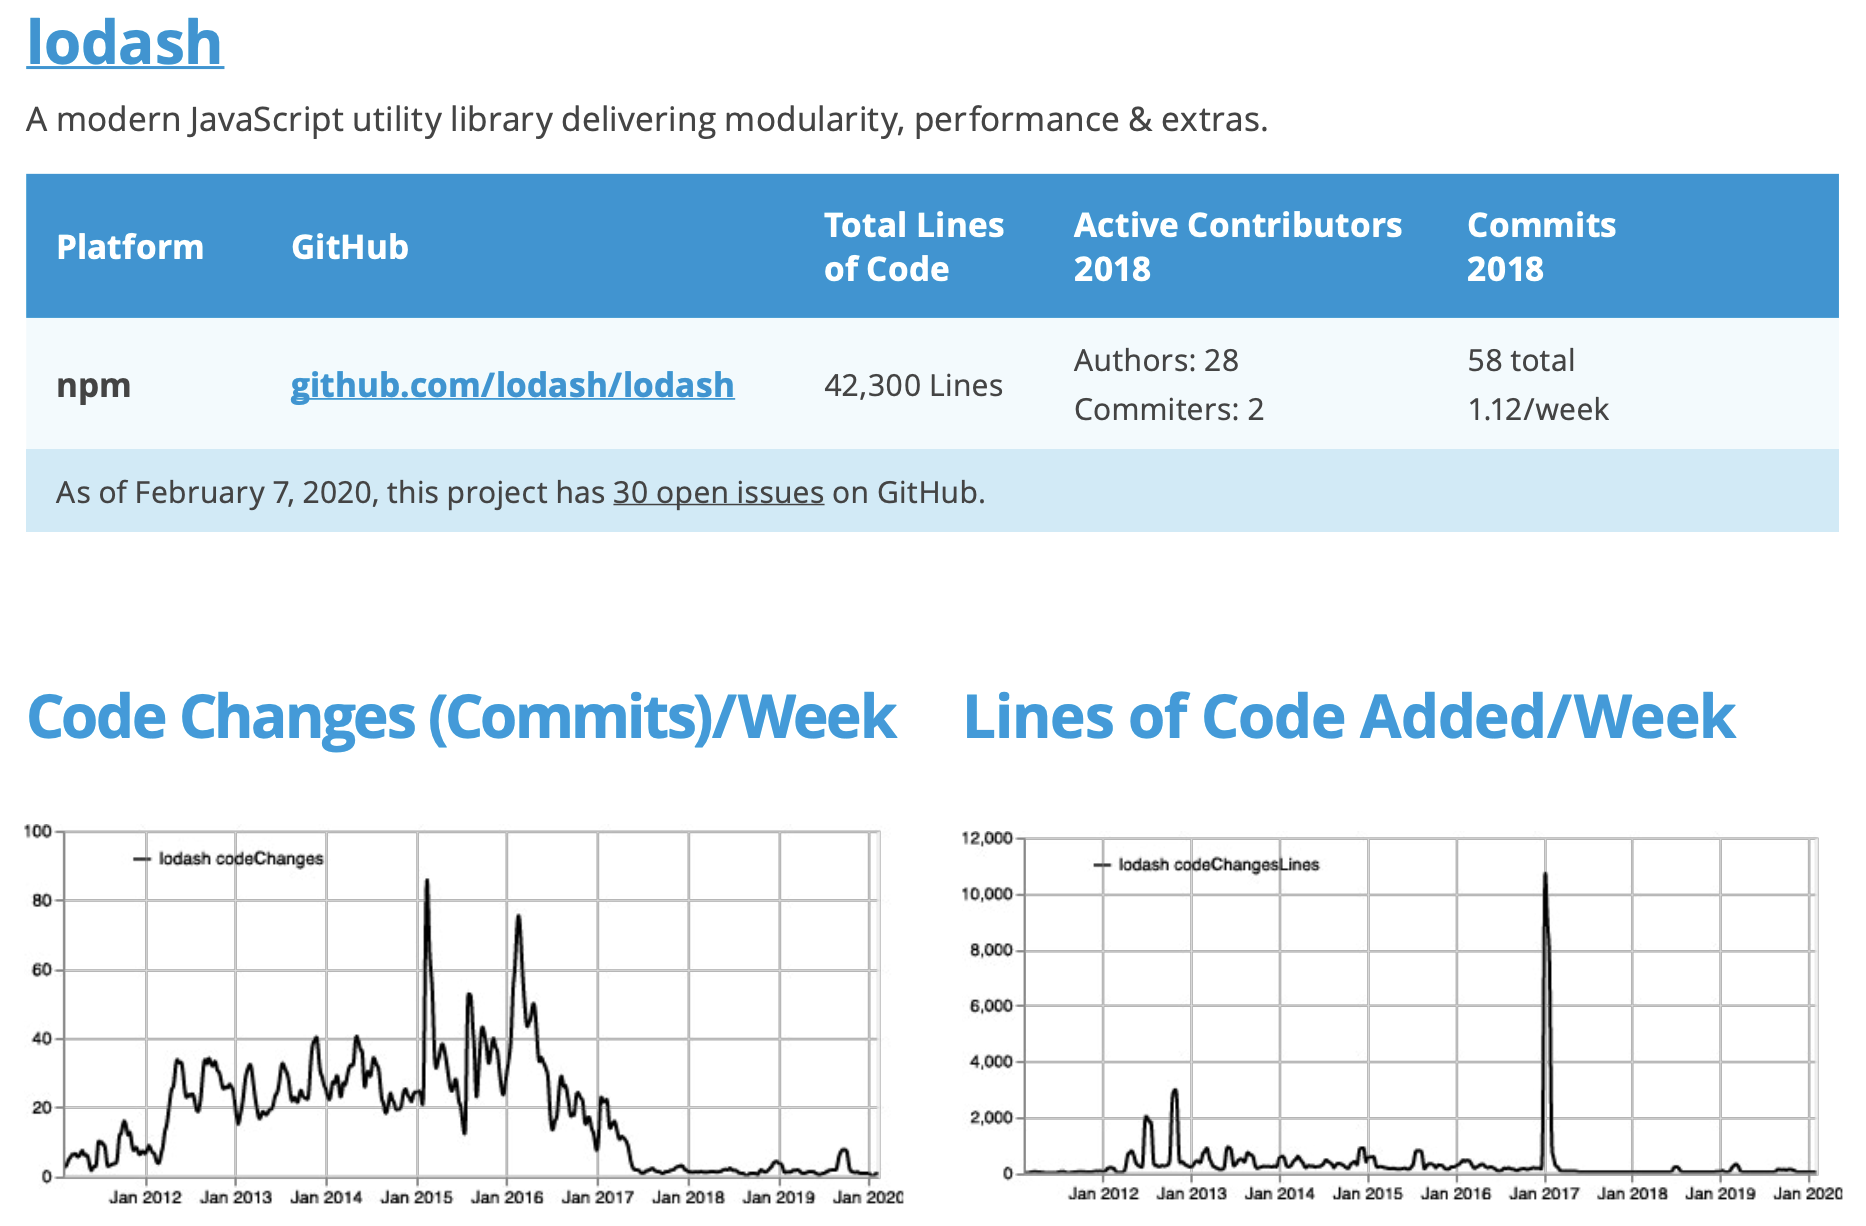 lodash
A modern JavaScript utility library delivering modularity, performance & extras.
Platform GitHub Total Lines of Code Active Contributors 2018 Commits 2018
npm github.com/lodash/lodash 42,300 Lines Authors: 28 Commiters: 2 58 total 1.12/week
As of February 7, 2020, this project has 30 open issues on GitHub.
Code Changes (Commits)/Week
100
80
60
40
20
0
lodash codeChanges
Jan 2012 Jan 2013 Jan 2014 Jan 2015 Jan 2016 Jan 2017 Jan 2018 Jan 2019 Jan 2020
Lines of Code Added/Week
12,000
10,000
8,000
6,000
4,000
2,000
0
lodash codeChangesLines
Jan 2012 Jan 2013 Jan 2014 Jan 2015 Jan 2016 Jan 2017 Jan 2018 Jan 2019 Jan 2020